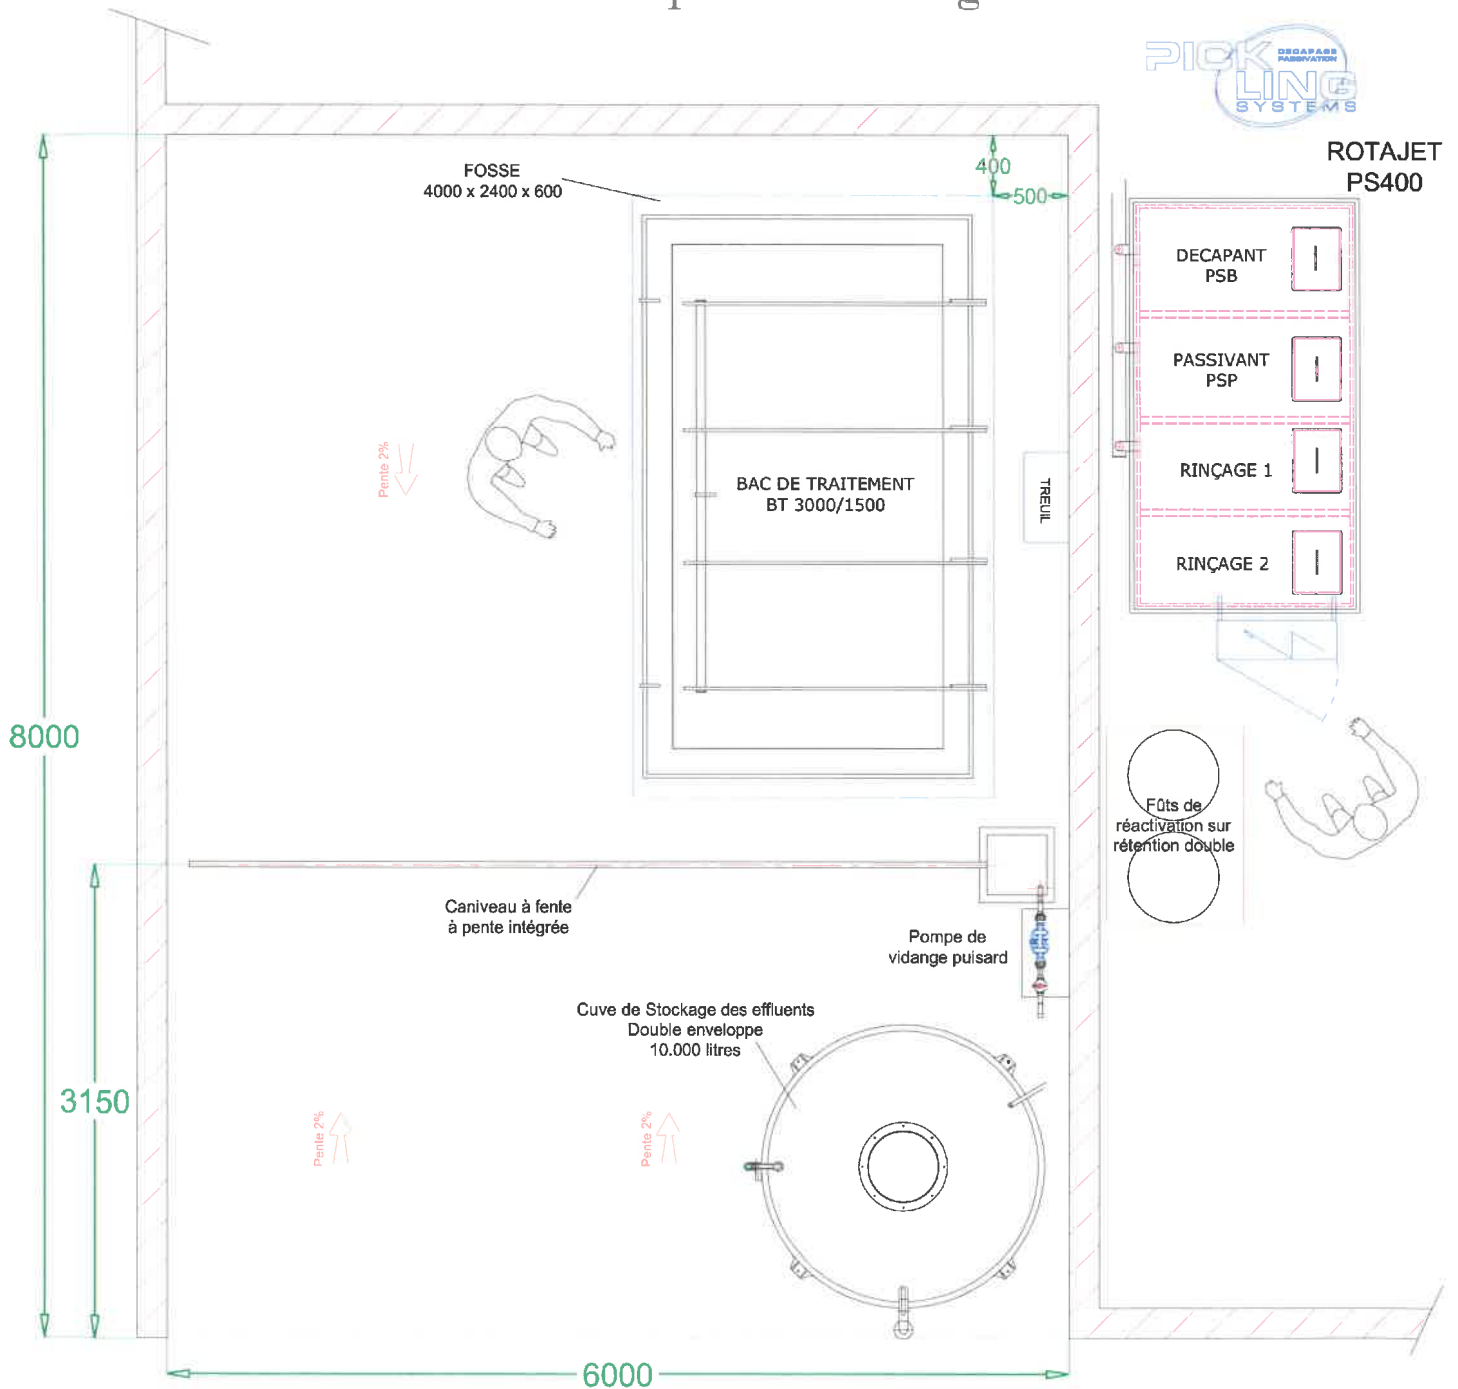 PICKLING
DECAPAGE
PASSIVATION
SYSTEMS
ROTAJET
PS400
FOSSE
4000 x 2400 x 600
400
500
DECAPANT
PSB
PASSIVANT
PSP
RINÇAGE 1
RINÇAGE 2
Pente 2%
BAC DE TRAITEMENT
BT 3000/1500
TREUIL
8000
Fûts de
réactivation sur
rétention double
Caniveau à fente
à pente intégrée
Pompe de
vidange puisard
Cuve de Stockage des effluents
Double enveloppe
10.000 litres
3150
Pente 2%
Pente 2%
6000